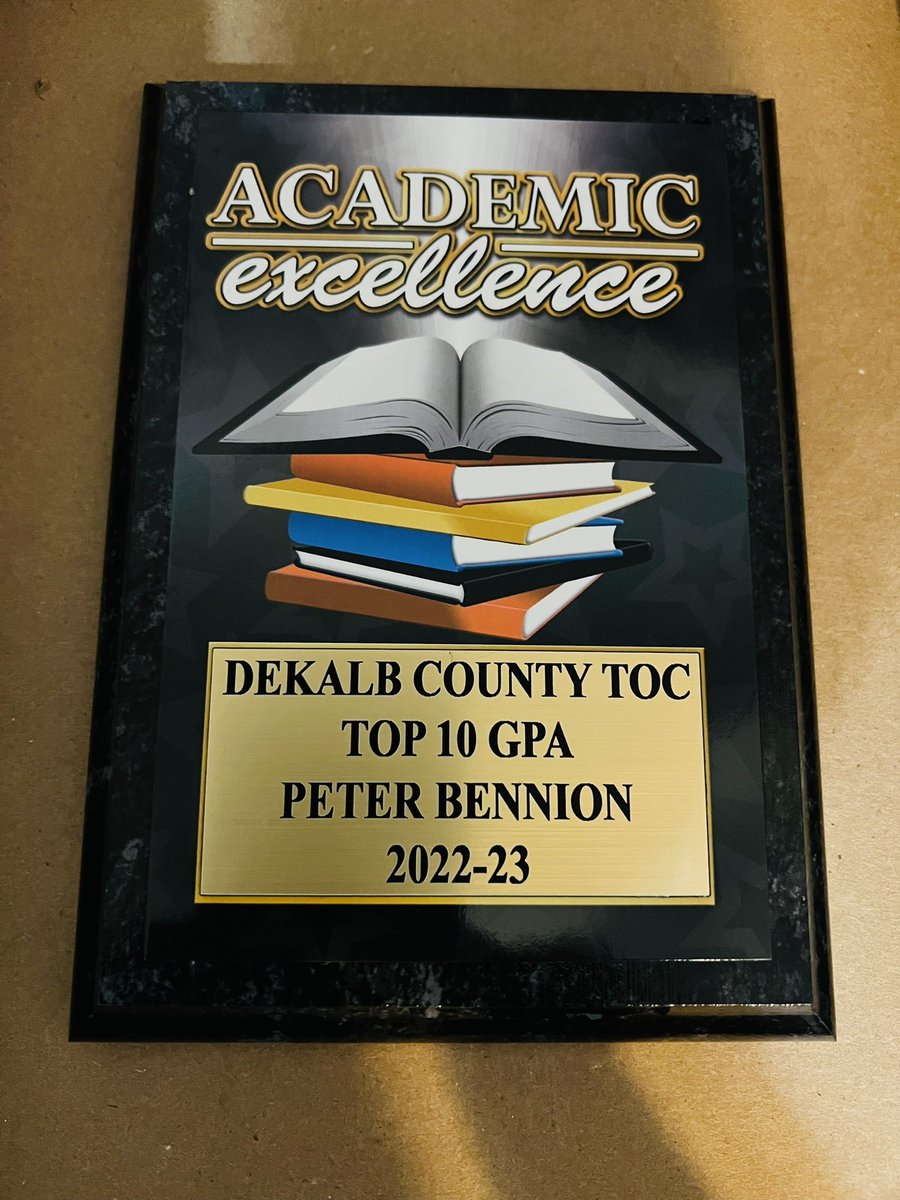 ACADEMIC
excellence
DEKALB COUNTY TOC
TOP 10 GPA
PETER BENNION
2022-23